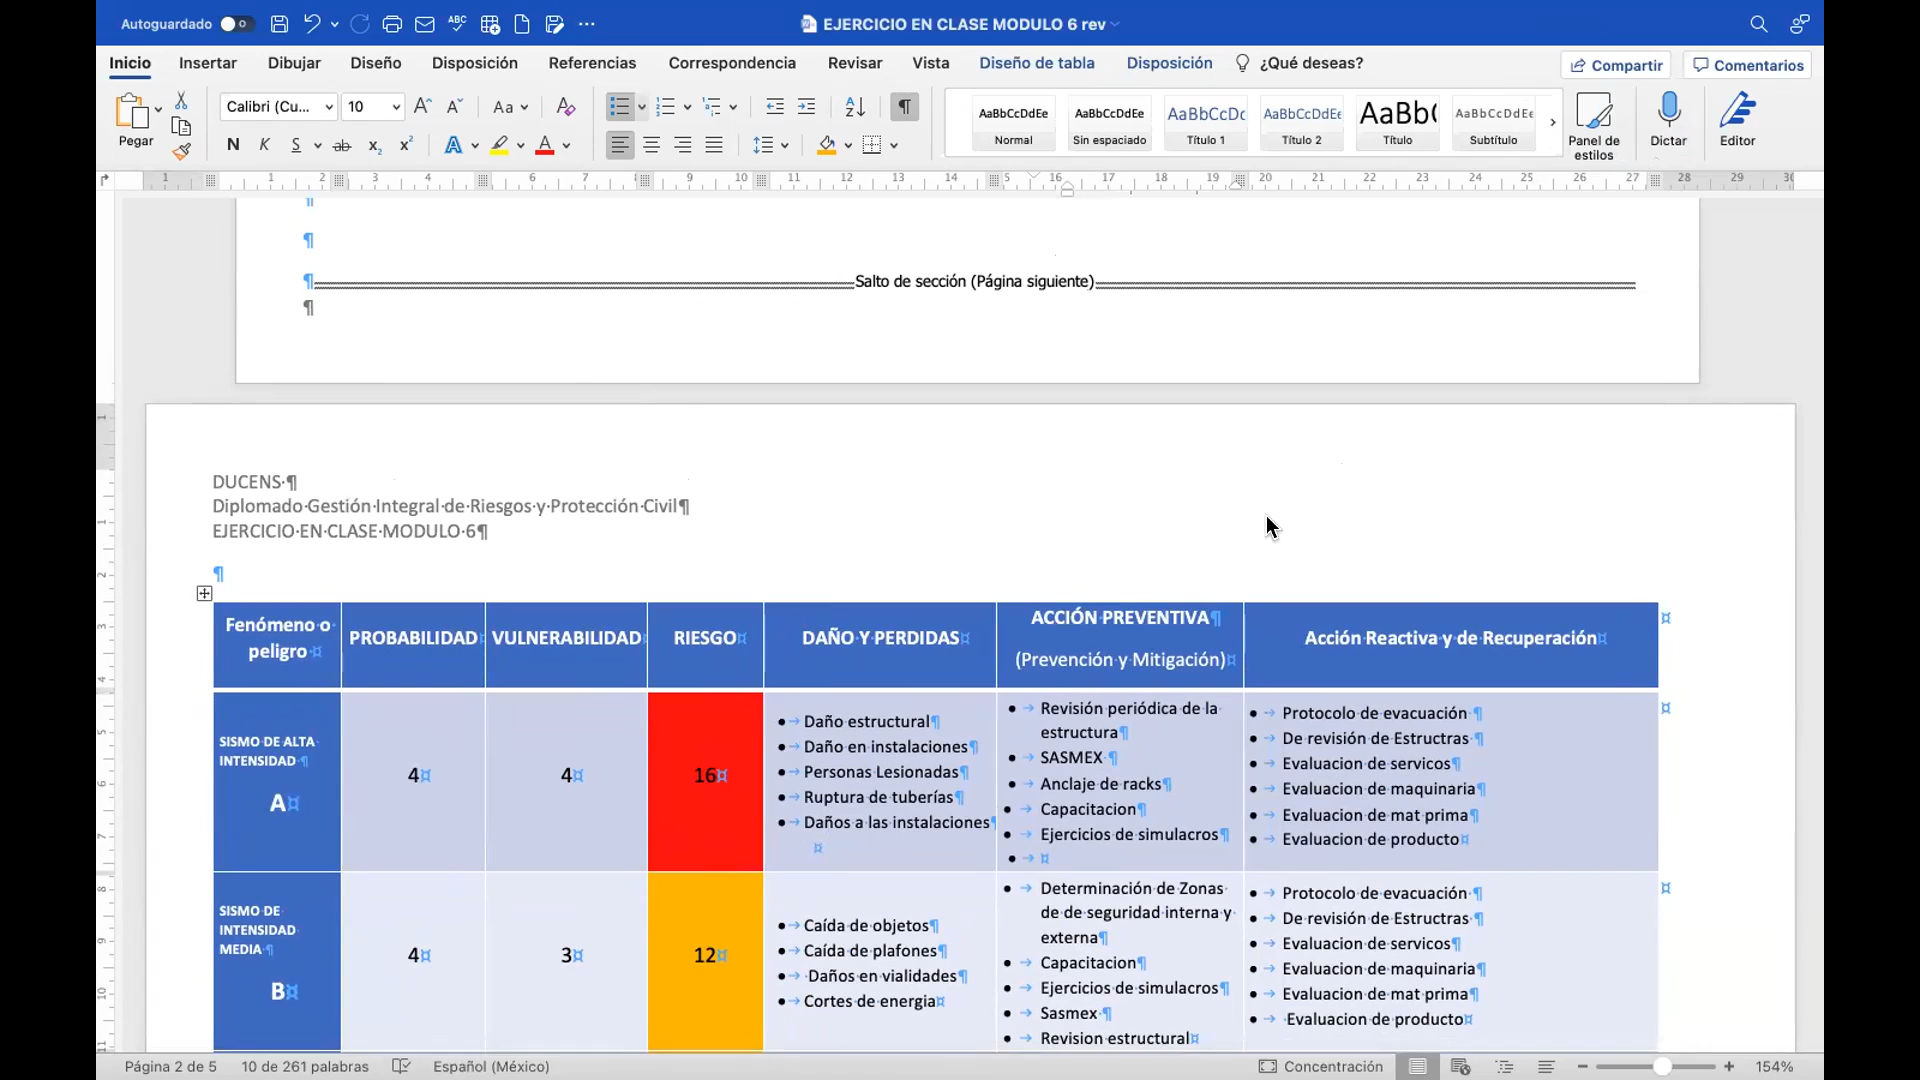 Autoguardado
EJERCICIO EN CLASE MODULO 6 rev
Inicio Insertar Dibujar Diseño Disposición Referencias Correspondencia Revisar Vista Diseño de tabla Disposición ¿Qué deseas? Compartir Comentarios
Pegar
Calibri (Cu... 10
AaBbCcDdEe AaBbCcDdEe AaBbCcDc AaBbCcDdEe AaBb( AaBbCcDdEe
Normal Sin espaciado Título 1 Título 2 Título Subtítulo
Panel de estilos
Dictar
Editor
Salto de sección (Página siguiente)
DUCENS
Diplomado Gestión Integral de Riesgos y Protección Civil
EJERCICIO EN CLASE MODULO 6
Fenómeno o
peligro
PROBABILIDAD
VULNERABILIDAD
RIESGO
DAÑO Y PERDIDAS
ACCIÓN PREVENTIVA
(Prevención y Mitigación)
Acción Reactiva y de Recuperación
SISMO DE ALTA
INTENSIDAD
A
4
4
16
Daño estructural
Daño en instalaciones
Personas Lesionadas
Ruptura de tuberías
Daños a las instalaciones
Revisión periódica de la
estructura
SASMEX
Anclaje de racks
Capacitacion
Ejercicios de simulacros
Protocolo de evacuación
De revisión de Estructras
Evaluacion de servicos
Evaluacion de maquinaria
Evaluacion de mat prima
Evaluacion de producto
SISMO DE
INTENSIDAD
MEDIA
B
4
3
12
Caída de objetos
Caída de plafones
Daños en vialidades
Cortes de energia
Determinación de Zonas
de de seguridad interna y
externa
Capacitacion
Ejercicios de simulacros
Sasmex
Revision estructural
Protocolo de evacuación
De revisión de Estructras
Evaluacion de servicos
Evaluacion de maquinaria
Evaluacion de mat prima
Evaluacion de producto
Página 2 de 5 10 de 261 palabras Español (México) Concentración 154%